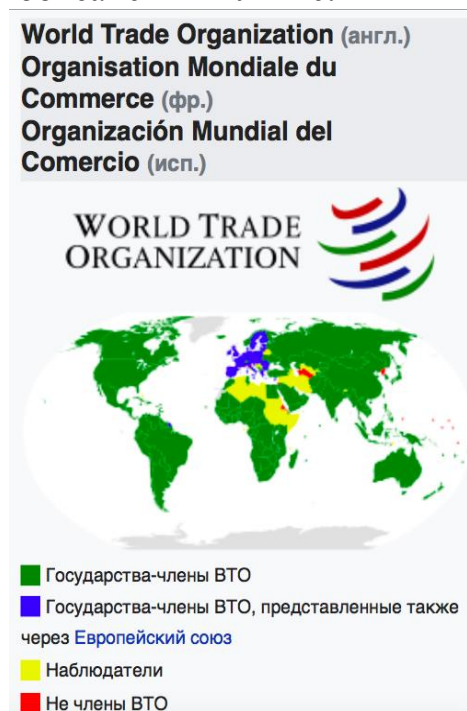 World Trade Organization (англ.)
Organisation Mondiale du
Commerce (фр.)
Organización Mundial del
Comercio (исп.)
WORLD TRADE
ORGANIZATION
Государства-члены ВТО
Государства-члены ВТО, представленные также
через Европейский союз
Наблюдатели
Не члены ВТО